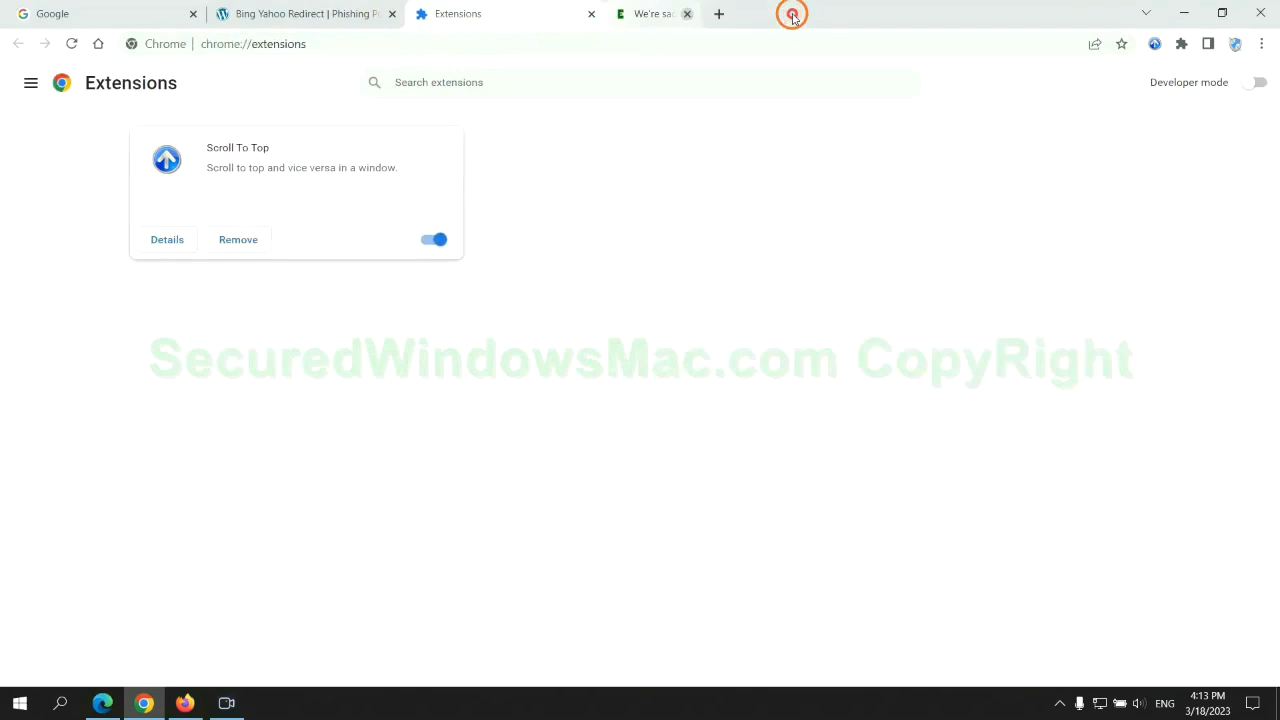 Google
Bing Yahoo Redirect | Phishing Po
Extensions
We're sad
Chrome | chrome://extensions
Extensions
Search extensions
Developer mode
Scroll To Top
Scroll to top and vice versa in a window.
Details
Remove
SecuredWindowsMac.com CopyRight
ENG
4:13 PM
3/18/2023